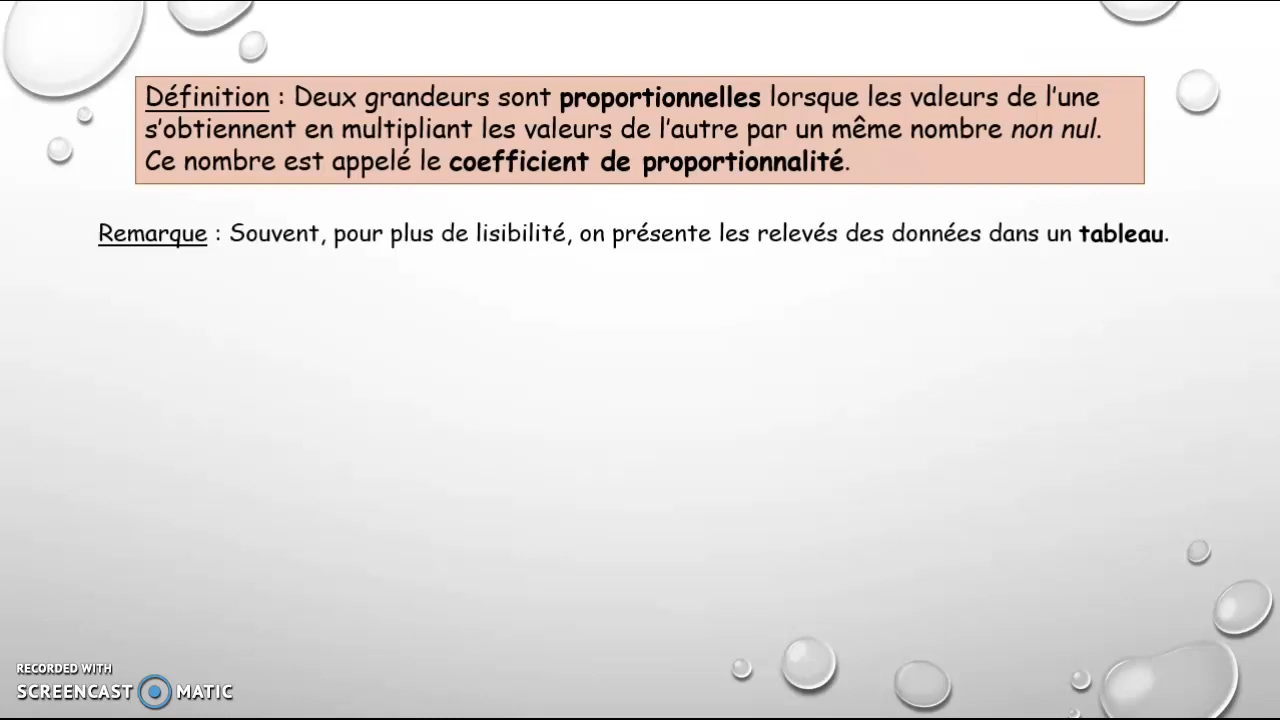 Définition : Deux grandeurs sont proportionnelles lorsque les valeurs de l’une
s’obtiennent en multipliant les valeurs de l’autre par un même nombre non nul.
Ce nombre est appelé le coefficient de proportionnalité.
Remarque : Souvent, pour plus de lisibilité, on présente les relevés des données dans un tableau.
RECORDED WITH
SCREENCAST MATIC